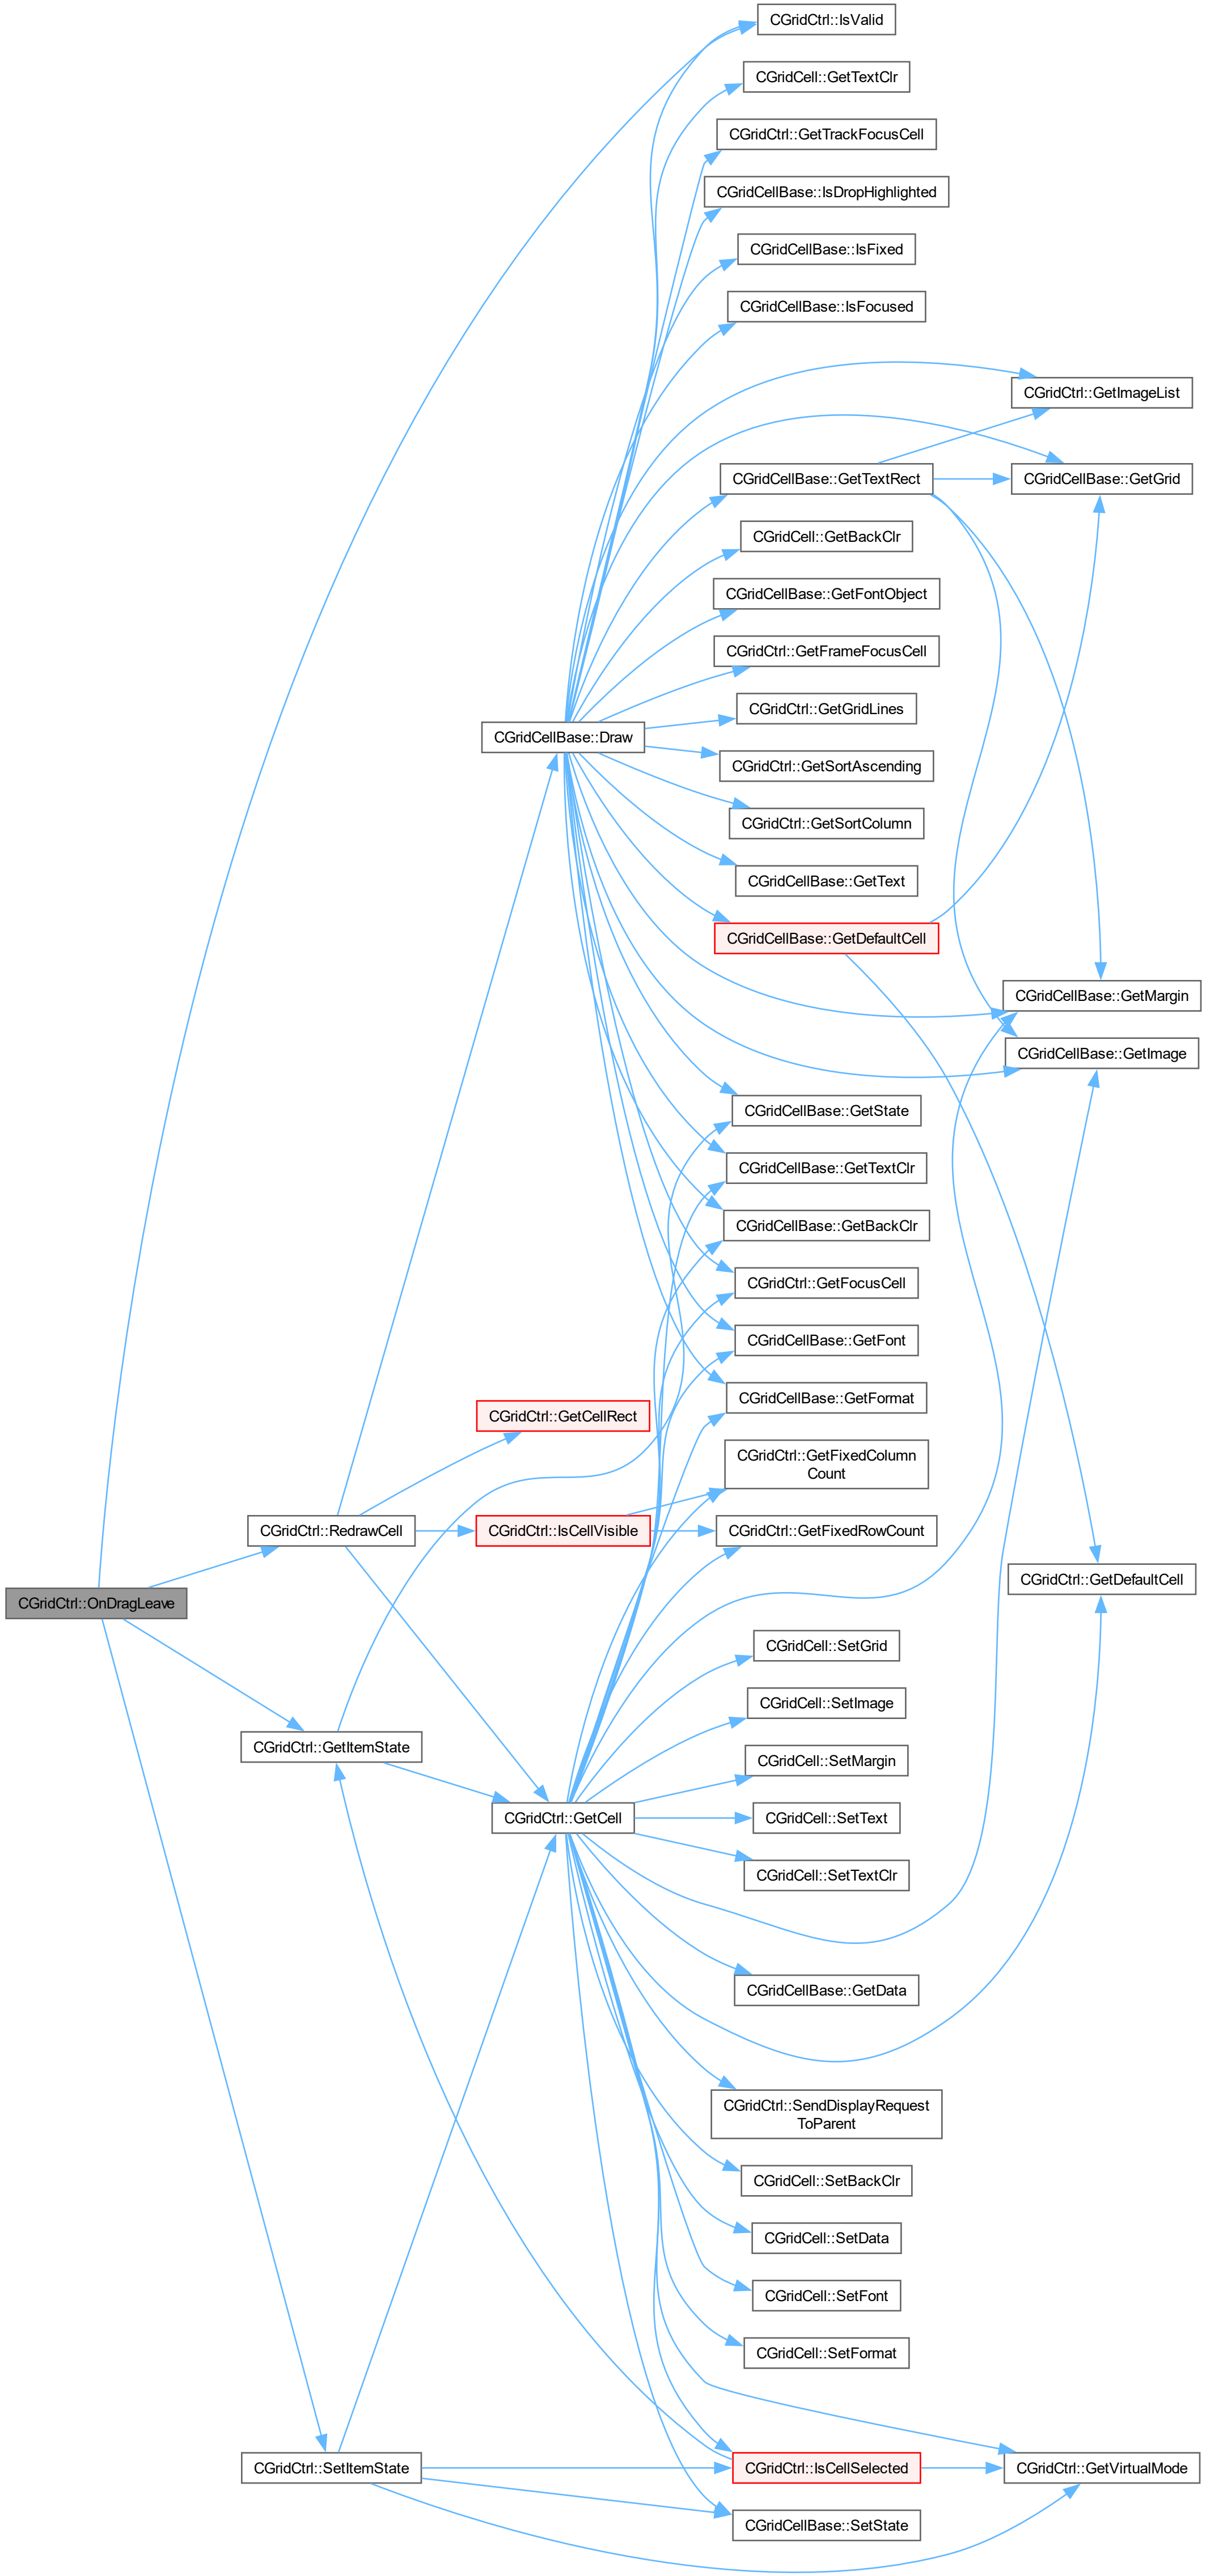 CGridCtrl::IsValid
CGridCell::GetTextClr
CGridCtrl::GetTrackFocusCell
CGridCellBase::IsDropHighlighted
CGridCellBase::IsFixed
CGridCellBase::IsFocused
CGridCtrl::GetImageList
CGridCellBase::GetTextRect
CGridCellBase::GetGrid
CGridCell::GetBackClr
CGridCellBase::GetFontObject
CGridCtrl::GetFrameFocusCell
CGridCtrl::GetGridLines
CGridCellBase::Draw
CGridCtrl::GetSortAscending
CGridCtrl::GetSortColumn
CGridCellBase::GetText
CGridCellBase::GetDefaultCell
CGridCellBase::GetMargin
CGridCellBase::GetImage
CGridCellBase::GetState
CGridCellBase::GetTextClr
CGridCellBase::GetBackClr
CGridCtrl::GetFocusCell
CGridCellBase::GetFont
CGridCellBase::GetFormat
CGridCtrl::GetCellRect
CGridCtrl::GetFixedColumn
Count
CGridCtrl::RedrawCell
CGridCtrl::IsCellVisible
CGridCtrl::GetFixedRowCount
CGridCtrl::GetDefaultCell
CGridCtrl::OnDragLeave
CGridCell::SetGrid
CGridCell::SetImage
CGridCtrl::GetItemState
CGridCell::SetMargin
CGridCtrl::GetCell
CGridCell::SetText
CGridCell::SetTextClr
CGridCellBase::GetData
CGridCtrl::SendDisplayRequest
ToParent
CGridCell::SetBackClr
CGridCell::SetData
CGridCell::SetFont
CGridCell::SetFormat
CGridCtrl::SetItemState
CGridCtrl::IsCellSelected
CGridCtrl::GetVirtualMode
CGridCellBase::SetState